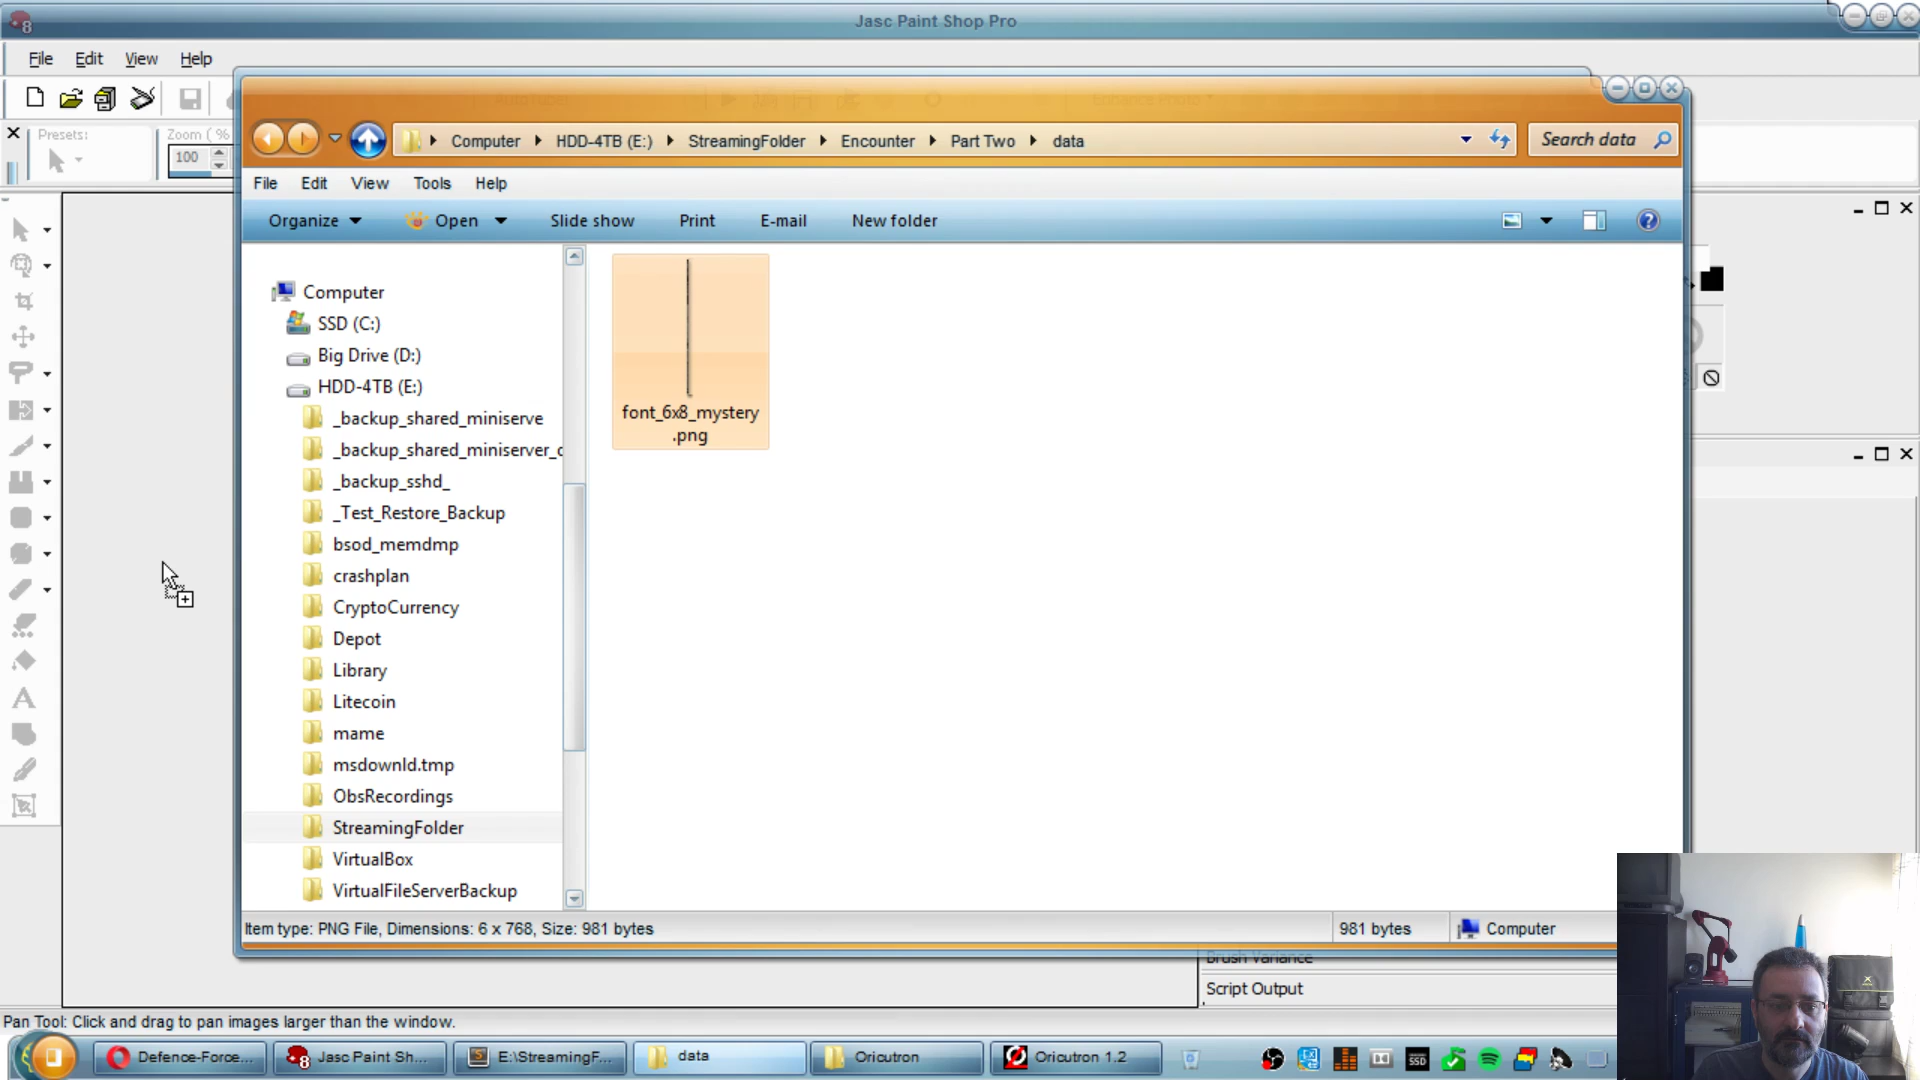 Jasc Paint Shop Pro
File Edit View Help
Presets: Zoom ( %
100
Computer HDD-4TB (E:) StreamingFolder Encounter Part Two data
Search data
File Edit View Tools Help
Organize Open Slide show Print E-mail New folder
Computer
SSD (C:)
Big Drive (D:)
HDD-4TB (E:)
_backup_shared_miniserve
_backup_shared_miniserver_c
_backup_sshd_
_Test_Restore_Backup
bsod_memdmp
crashplan
CryptoCurrency
Depot
Library
Litecoin
mame
msdownld.tmp
ObsRecordings
StreamingFolder
VirtualBox
VirtualFileServerBackup
font_6x8_mystery
.png
Item type: PNG File, Dimensions: 6 x 768, Size: 981 bytes
981 bytes
Computer
Brush Variance
Script Output
Pan Tool: Click and drag to pan images larger than the window.
Defence-Force...
Jasc Paint Sh...
E:\StreamingF...
data
Oricutron
Oricutron 1.2
SSD